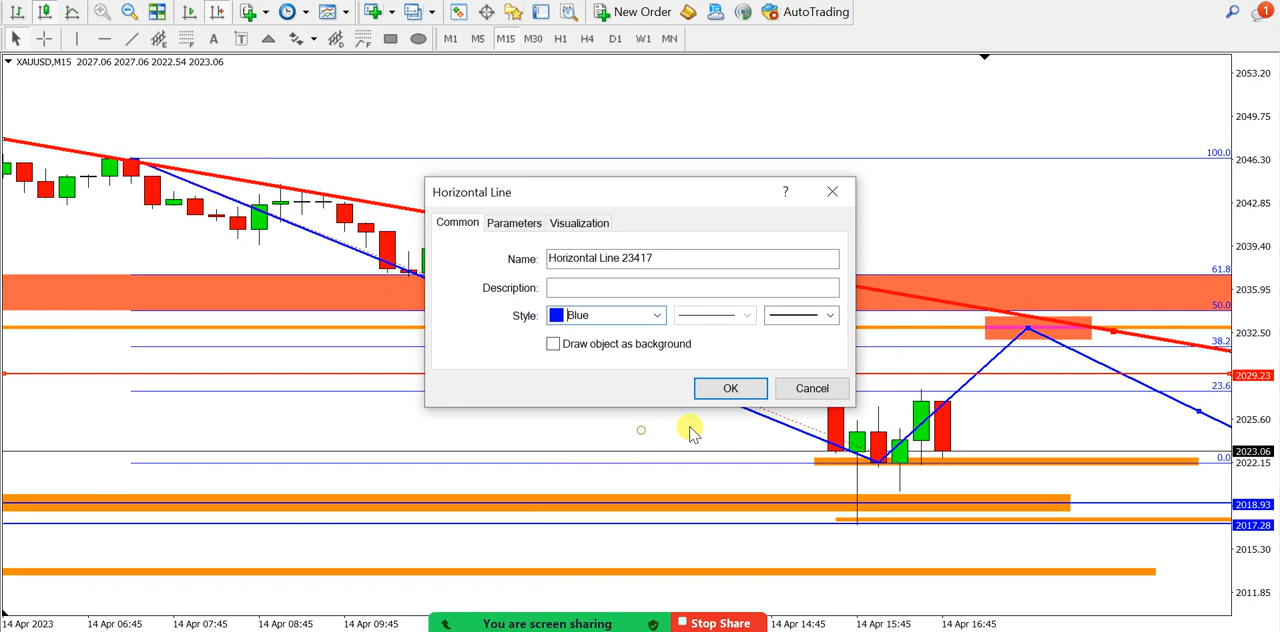 New Order
AutoTrading
1
A
T
E
F
D
F
M1 M5 M15 M30 H1 H4 D1 W1 MN
XAUUSD,M15 2027.06 2027.06 2022.54 2023.06
2053.20
2049.75
100.0
2046.30
2042.85
2039.40
61.8
2035.95
50.0
2032.50
38.2
2029.23
23.6
2025.60
2023.06
0.0
2022.15
2018.93
2017.28
2015.30
2011.85
Horizontal Line
?
Common Parameters Visualization
Name: Horizontal Line 23417
Description:
Style: Blue
Draw object as background
OK Cancel
14 Apr 2023 14 Apr 06:45 14 Apr 07:45 14 Apr 08:45 14 Apr 09:45 14 Apr 14:45 14 Apr 15:45 14 Apr 16:45
You are screen sharing
Stop Share